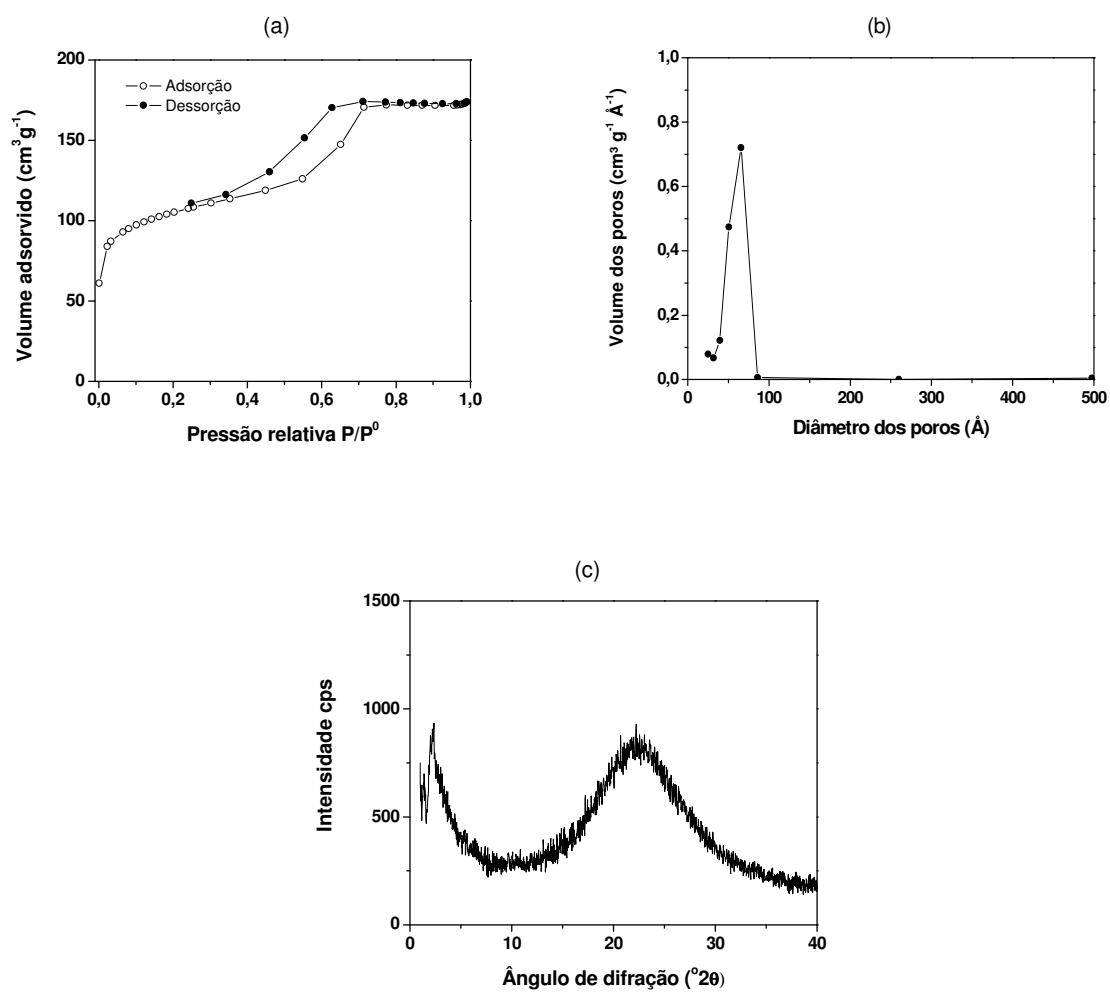 (a)
200
150
100
50
0
Volume adsorvido (cm³g⁻¹)
Adsorção
Dessorção
0,0 0,2 0,4 0,6 0,8 1,0
Pressão relativa P/P⁰
(b)
1,0
0,8
0,6
0,4
0,2
0,0
Volume dos poros (cm³ g⁻¹ Å⁻¹)
0 100 200 300 400 500
Diâmetro dos poros (Å)
(c)
1500
1000
500
0
Intensidade cps
0 10 20 30 40
Ângulo de difração (º2θ)